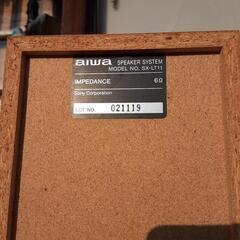 aiwa SPEAKER SYSTEM
MODEL NO. SX-LT11
IMPEDANCE 6Ω
Sony Corporation
LOT NO. 021119